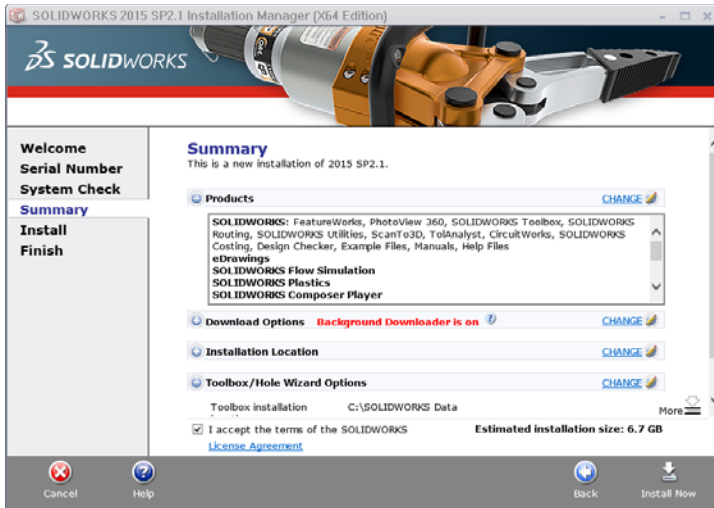 SOLIDWORKS 2015 SP2.1 Installation Manager (X64 Edition)
SOLIDWORKS
Welcome
Serial Number
System Check
Summary
Install
Finish
Summary
This is a new installation of 2015 SP2.1.
Products CHANGE
SOLIDWORKS: FeatureWorks, PhotoView 360, SOLIDWORKS Toolbox, SOLIDWORKS
Routing, SOLIDWORKS Utilities, ScanTo3D, TolAnalyst, CircuitWorks, SOLIDWORKS
Costing, Design Checker, Example Files, Manuals, Help Files
eDrawings
SOLIDWORKS Flow Simulation
SOLIDWORKS Plastics
SOLIDWORKS Composer Player
Download Options Background Downloader is on ? CHANGE
Installation Location CHANGE
Toolbox/Hole Wizard Options CHANGE
Toolbox installation C:\SOLIDWORKS Data
More
I accept the terms of the SOLIDWORKS Estimated installation size: 6.7 GB
License Agreement
Cancel
Help
Back
Install Now